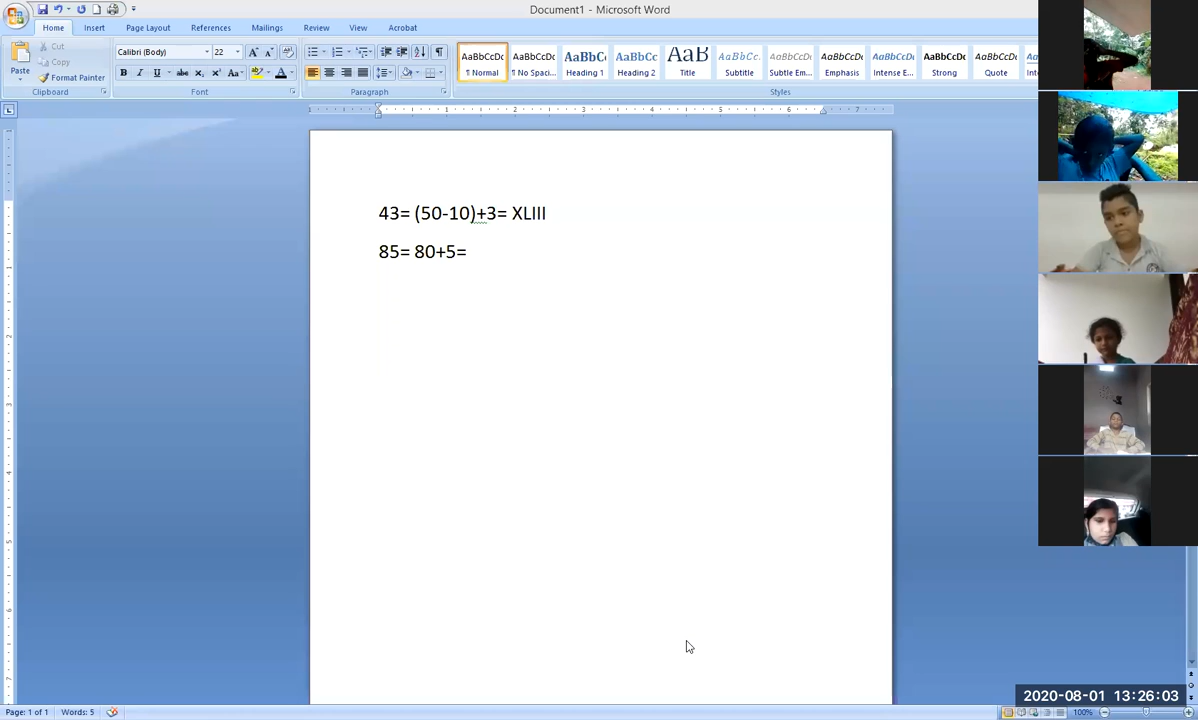 Document1 - Microsoft Word
Home Insert Page Layout References Mailings Review View Acrobat
Paste
Cut
Copy
Format Painter
Clipboard
Calibri (Body) 22
Font
Paragraph
AaBbCcDc AaBbCcDc AaBbCc AaBbCc AaB AaBbCc. AaBbCcDc AaBbCcDc AaBbCcDc AaBbCcDc AaBbCcDc
¶ Normal ¶ No Spaci... Heading 1 Heading 2 Title Subtitle Subtle Em... Emphasis Intense E... Strong Quote
Styles
43= (50-10)+3= XLIII
85= 80+5=
2020-08-01 13:26:03
Page: 1 of 1 Words: 5 100%